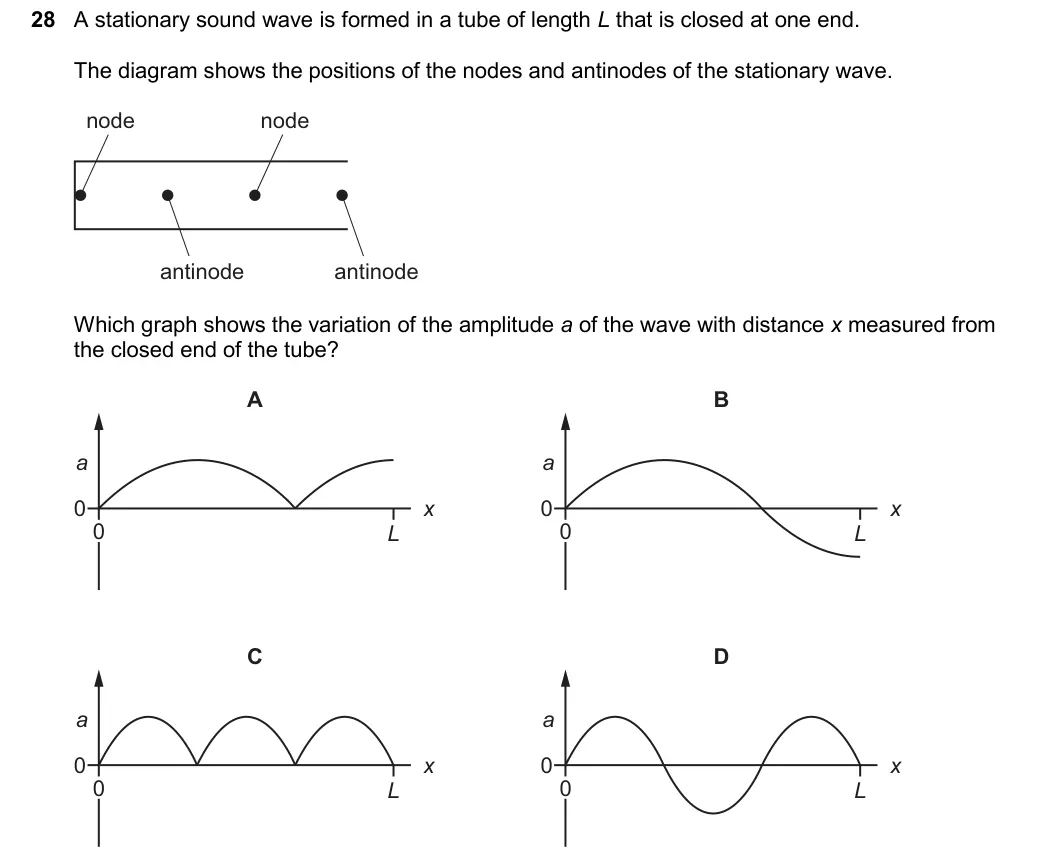 28 A stationary sound wave is formed in a tube of length L that is closed at one end.
The diagram shows the positions of the nodes and antinodes of the stationary wave.
node node
antinode antinode
Which graph shows the variation of the amplitude a of the wave with distance x measured from
the closed end of the tube?
A B
a a
0 x 0 x
0 L 0 L
C D
a a
0 x 0 x
0 L 0 L